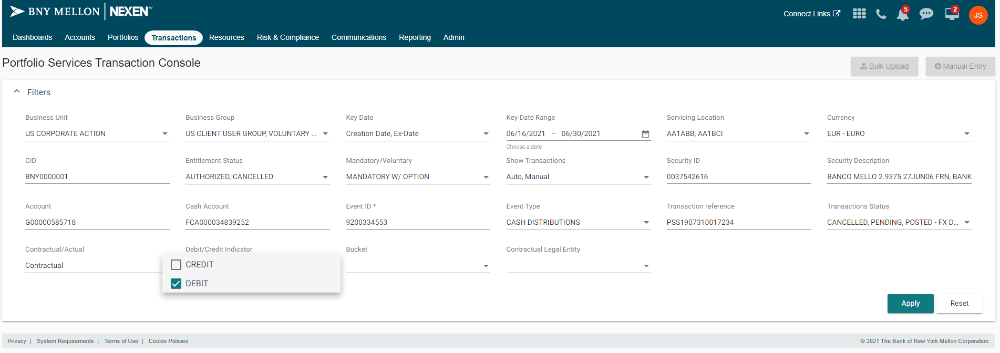 BNY MELLON | NEXEN℠
Connect Links
5
2
JS
Dashboards Accounts Portfolios Transactions Resources Risk & Compliance Communications Reporting Admin
Portfolio Services Transaction Console
Bulk Upload
Manual Entry
Filters
Business Unit Business Group Key Date Key Date Range Servicing Location Currency
US CORPORATE ACTION US CLIENT USER GROUP, VOLUNTARY ... Creation Date, Ex-Date 06/16/2021 – 06/30/2021 AA1ABB, AA1BCI EUR - EURO
Choose a date
CID Entitlement Status Mandatory/Voluntary Show Transactions Security ID Security Description
BNY0000001 AUTHORIZED, CANCELLED MANDATORY W/ OPTION Auto, Manual 0037542616 BANCO MELLO 2.9375 27JUN06 FRN, BANK
Account Cash Account Event ID * Event Type Transaction reference Transactions Status
G00000585718 FCA000034839252 9200334553 CASH DISTRIBUTIONS PSS1907310017234 CANCELLED, PENDING, POSTED - FX D...
Contractual/Actual Debit/Credit Indicator Bucket Contractual Legal Entity
Contractual
CREDIT
DEBIT
Apply Reset
Privacy | System Requirements | Terms of Use | Cookie Policies
© 2021 The Bank of New York Mellon Corporation.